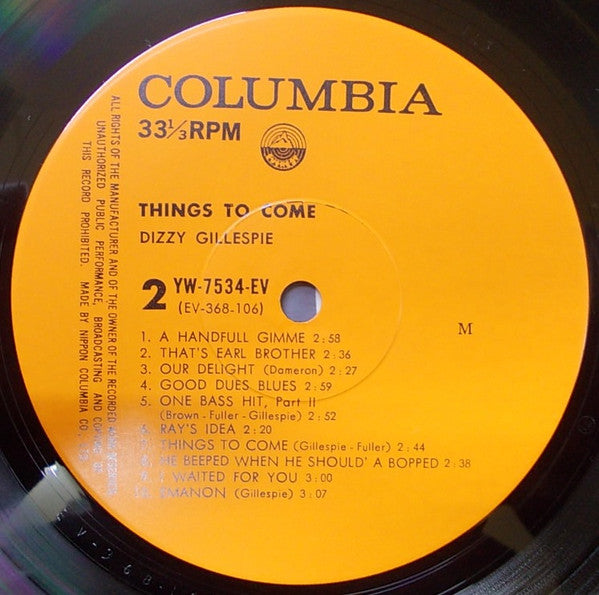 COLUMBIA
33⅓RPM
THINGS TO COME
DIZZY GILLESPIE
2 YW-7534-EV
(EV-368-106)
M
1. A HANDFULL GIMME 2:58
2. THAT'S EARL BROTHER 2:36
3. OUR DELIGHT (Dameron) 2:27
4. GOOD DUES BLUES 2:59
5. ONE BASS HIT, Part II
(Brown-Fuller-Gillespie) 2:52
6. RAY'S IDEA 2:20
7. THINGS TO COME (Gillespie-Fuller) 2:44
8. HE BEEPED WHEN HE SHOULD'A BOPPED 2:38
9. I WAITED FOR YOU 3:00
EMANON (Gillespie) 3:07
ALL RIGHTS OF THE MANUFACTURER AND OF THE OWNER OF THE RECORDED
UNAUTHORIZED PUBLIC PERFORMANCE, BROADCASTING AND
THIS RECORD PROHIBITED. MADE BY NIPPON COLUMBIA CO.,